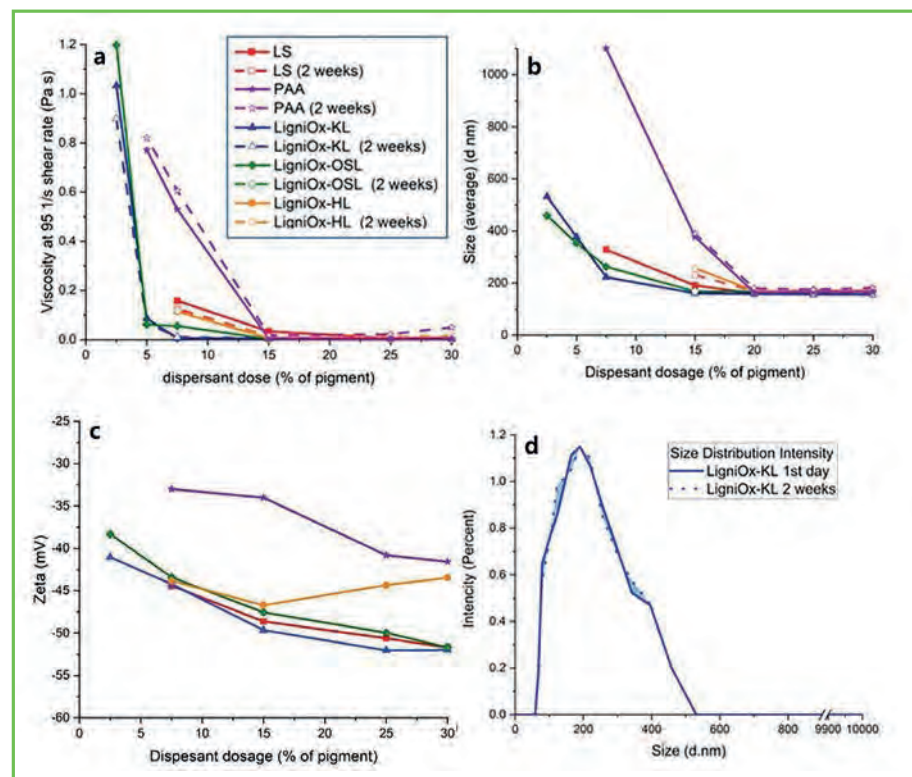 a
1.2
1.0
0.8
0.6
0.4
0.2
0.0
0
5
10
15
20
25
30
Viscosity at 95 1/s shear rate (Pa s)
dispersant dose (% of pigment)
LS
LS (2 weeks)
PAA
PAA (2 weeks)
LigniOx-KL
LigniOx-KL (2 weeks)
LigniOx-OSL
LigniOx-OSL (2 weeks)
LigniOx-HL
LigniOx-HL (2 weeks)
b
1000
800
600
400
200
0
0
5
10
15
20
25
30
Size (average) (d nm)
Dispesant dosage (% of pigment)
c
-25
-30
-35
-40
-45
-50
-55
-60
0
5
10
15
20
25
30
Zeta (mV)
Dispesant dosage (% of pigment)
d
1.2
1.0
0.8
0.6
0.4
0.2
0.0
0
200
400
600
800
9900
10000
Intencity (Percent)
Size (d.nm)
Size Distribution Intensity
LigniOx-KL 1st day
LigniOx-KL 2 weeks